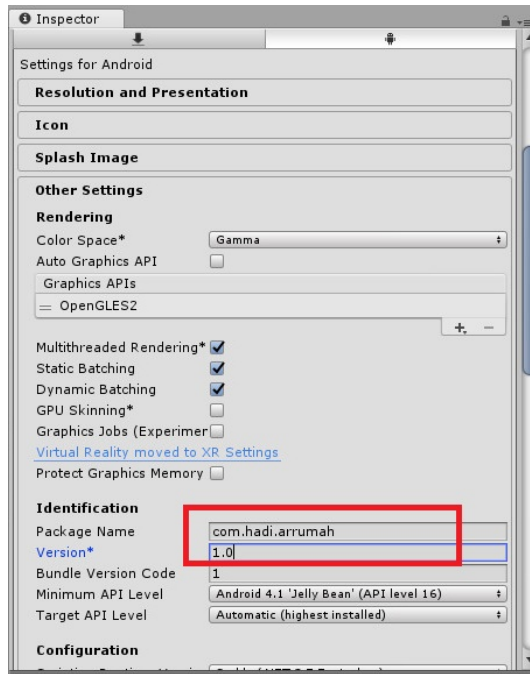 Inspector
Settings for Android
Resolution and Presentation
Icon
Splash Image
Other Settings
Rendering
Color Space* Gamma
Auto Graphics API
Graphics APIs
OpenGLES2
Multithreaded Rendering*
Static Batching
Dynamic Batching
GPU Skinning*
Graphics Jobs (Experimer
Virtual Reality moved to XR Settings
Protect Graphics Memory
Identification
Package Name com.hadi.arrumah
Version* 1.0
Bundle Version Code 1
Minimum API Level Android 4.1 'Jelly Bean' (API level 16)
Target API Level Automatic (highest installed)
Configuration